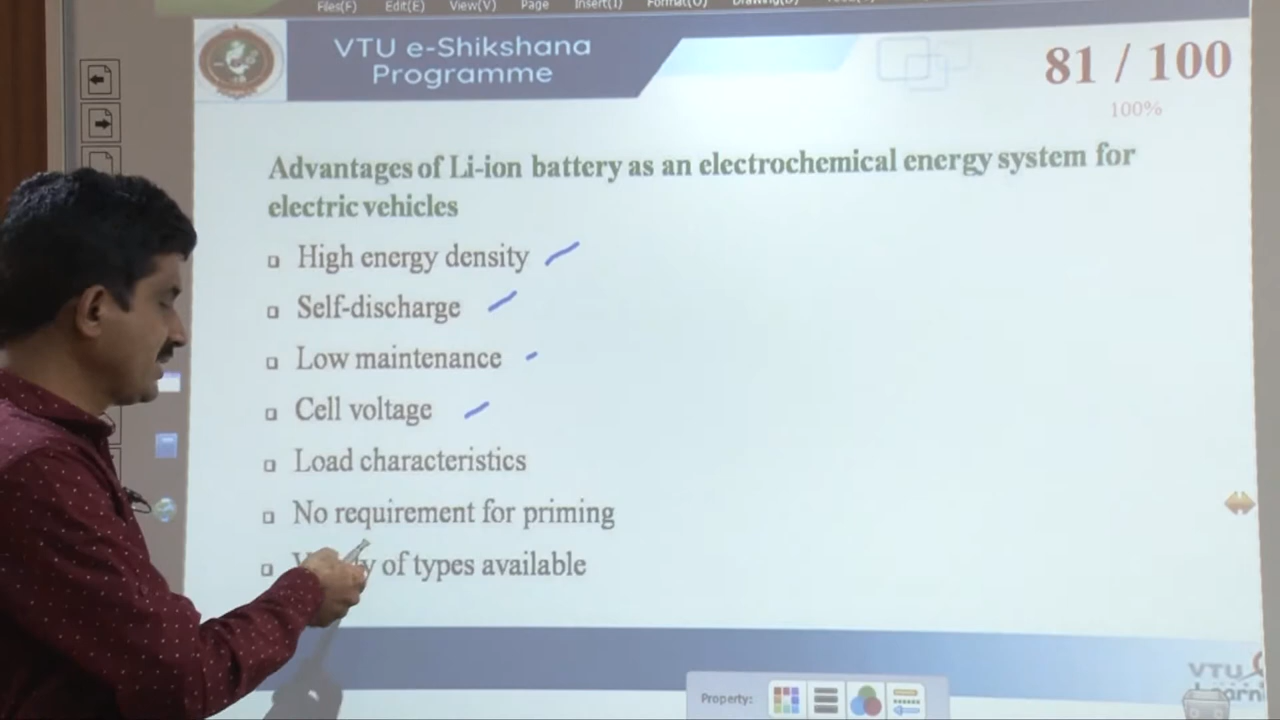 Files(F) Edit(E) View(V) Page Insert(I) Format(O) Drawing(D)
VTU e-Shikshana
Programme
81 / 100
100%
Advantages of Li-ion battery as an electrochemical energy system for
electric vehicles
High energy density
Self-discharge
Low maintenance
Cell voltage
Load characteristics
No requirement for priming
of types available
Property:
VTU